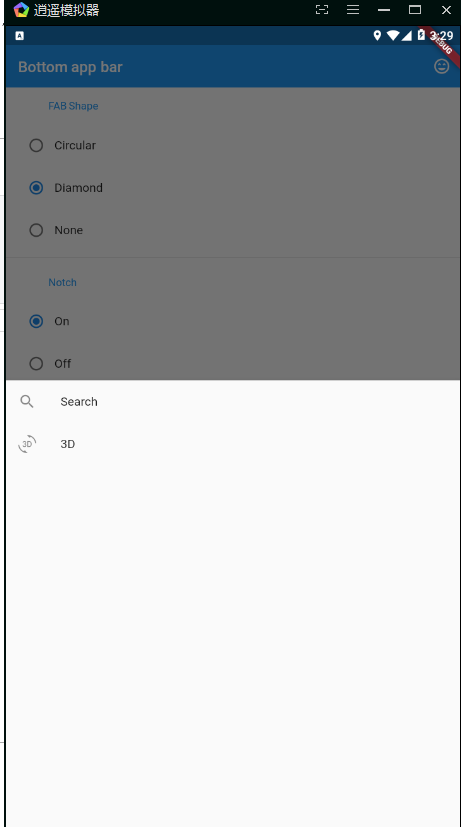 逍遥模拟器
A
3:29
DEBUG
Bottom app bar
FAB Shape
Circular
Diamond
None
Notch
On
Off
Search
3D
3D